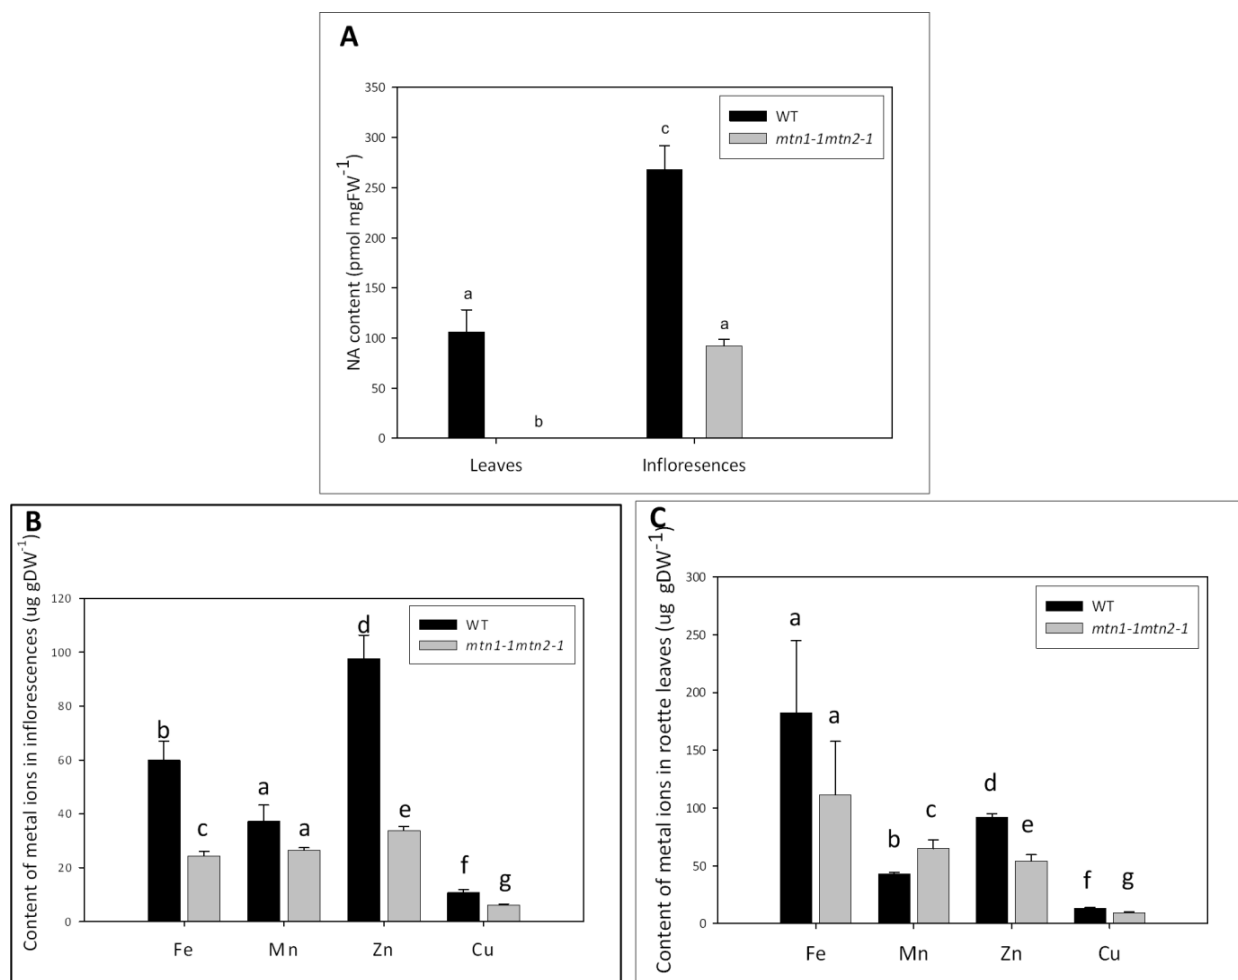 A
NA content (pmol mgFW-1)
350
300
250
200
150
100
50
0
WT
mtn1-1mtn2-1
a
b
c
a
Leaves
Infloresences
B
Content of metal ions in inflorescences (ug gDW-1)
120
100
80
60
40
20
0
WT
mtn1-1mtn2-1
b
c
a
a
d
e
f
g
Fe
Mn
Zn
Cu
C
Content of metal ions in roette leaves (ug gDW-1)
300
250
200
150
100
50
0
WT
mtn1-1mtn2-1
a
a
b
c
d
e
f
g
Fe
Mn
Zn
Cu